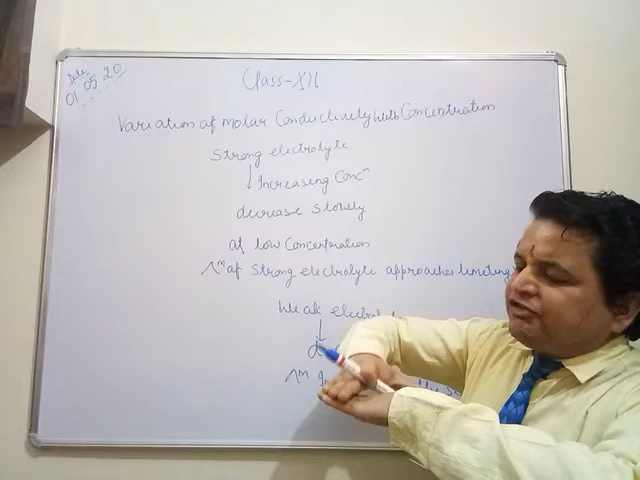 Date
01 05 20
Class-XII
Variation of Molar Conductivity with Concentration
Strong electrolyte
↓ Increasing Concⁿ
decrease slowly
at low Concentration
Λm of Strong electrolyte approaches limiting
Weak
↓
Λm